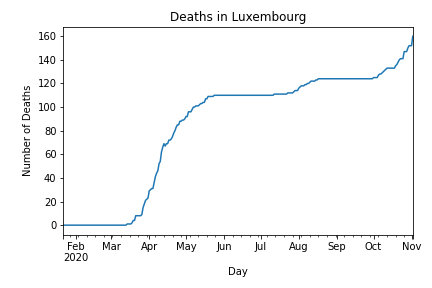 Deaths in Luxembourg
Number of Deaths
160
140
120
100
80
60
40
20
0
Feb Mar Apr May Jun Jul Aug Sep Oct Nov
2020
Day